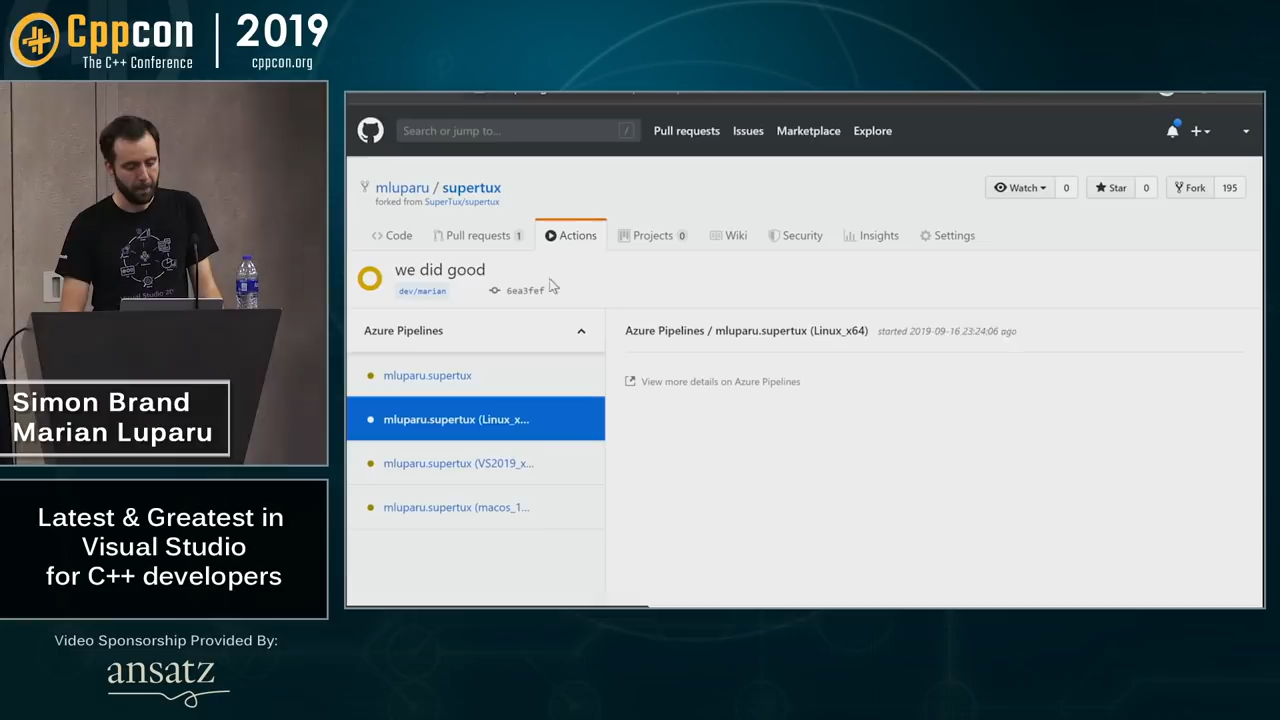 Cppcon
The C++ Conference
2019
cppcon.org
Search or jump to...
/
Pull requests
Issues
Marketplace
Explore
mluparu / supertux
forked from SuperTux/supertux
Watch
0
Star
0
Fork
195
Code
Pull requests 1
Actions
Projects 0
Wiki
Security
Insights
Settings
we did good
dev/marian
6ea3fef
Azure Pipelines
mluparu.supertux
mluparu.supertux (Linux_x...
mluparu.supertux (VS2019_x...
mluparu.supertux (macos_1...
Azure Pipelines / mluparu.supertux (Linux_x64)
started 2019-09-16 23:24:06 ago
View more details on Azure Pipelines
Simon Brand
Marian Luparu
Latest & Greatest in
Visual Studio
for C++ developers
Video Sponsorship Provided By:
ansatz